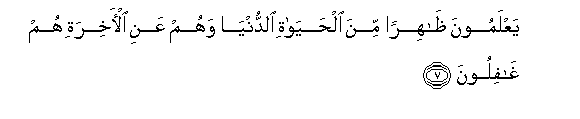 يَعْلَمُونَ ظَٰهِرًا مِّنَ ٱلْحَيَوٰةِ ٱلدُّنْيَا وَهُمْ عَنِ ٱلْأَخِرَةِ هُمْ
غَٰفِلُونَ ۝٧